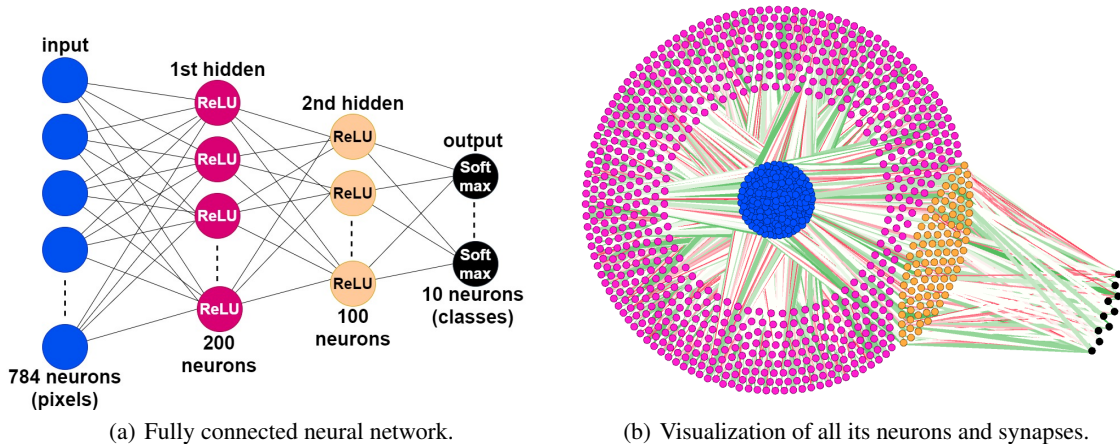 input
1st hidden
2nd hidden
output
ReLU
ReLU
ReLU
ReLU
ReLU
ReLU
ReLU
Soft
max
Soft
max
784 neurons
(pixels)
200
neurons
100
neurons
10 neurons
(classes)
(a) Fully connected neural network.
(b) Visualization of all its neurons and synapses.